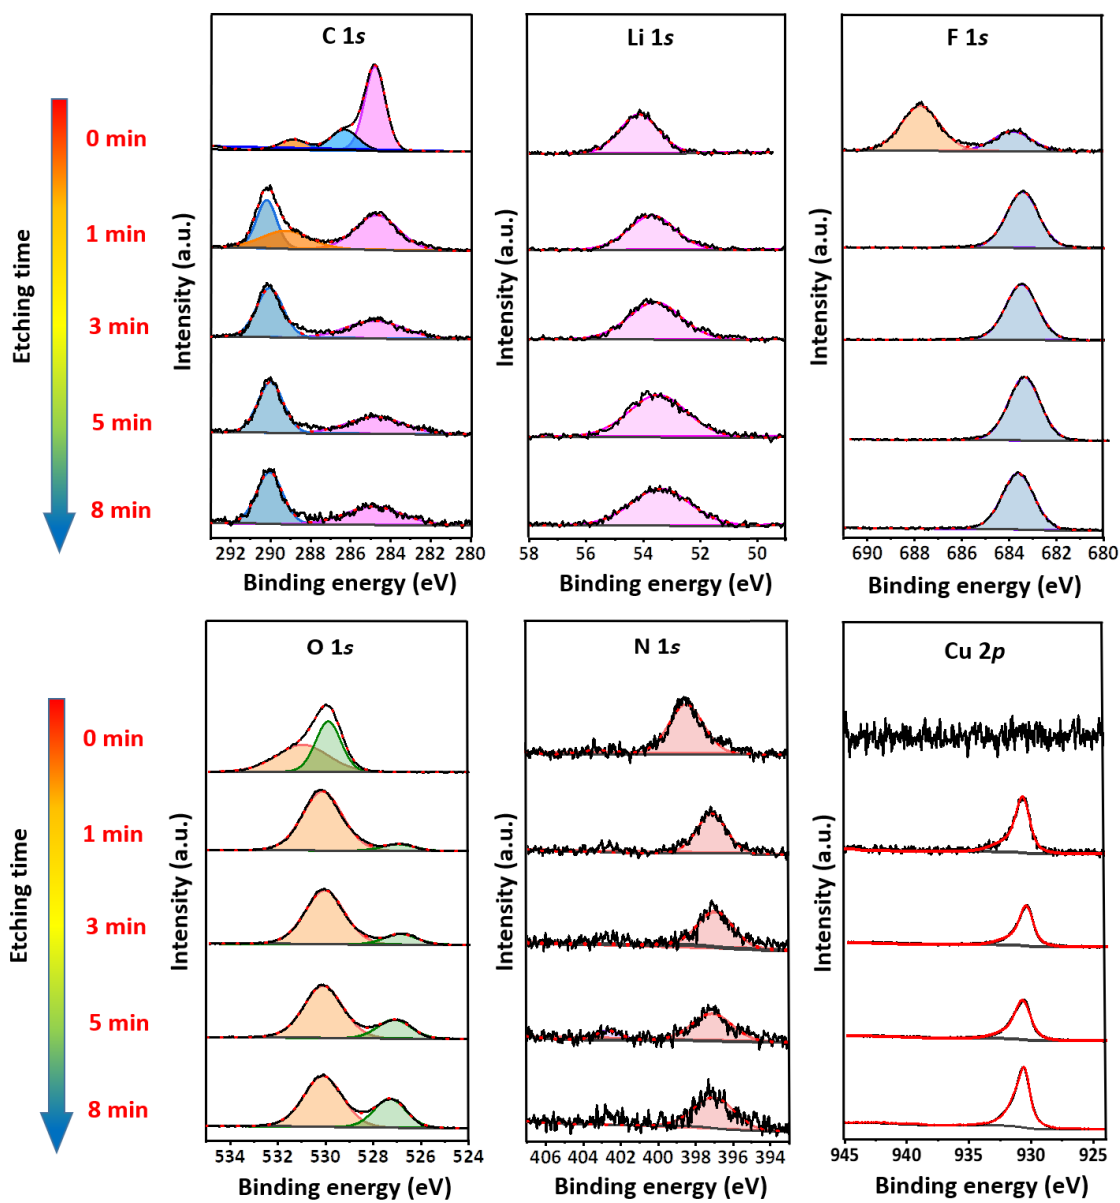 C 1s
Li 1s
F 1s
Etching time
0 min
1 min
3 min
5 min
8 min
Intensity (a.u.)
Intensity (a.u.)
Intensity (a.u.)
292 290 288 286 284 282 280
58 56 54 52 50
690 688 686 684 682 680
Binding energy (eV)
Binding energy (eV)
Binding energy (eV)
O 1s
N 1s
Cu 2p
Etching time
0 min
1 min
3 min
5 min
8 min
Intensity (a.u.)
Intensity (a.u.)
Intensity (a.u.)
534 532 530 528 526 524
406 404 402 400 398 396 394
945 940 935 930 925
Binding energy (eV)
Binding energy (eV)
Binding energy (eV)